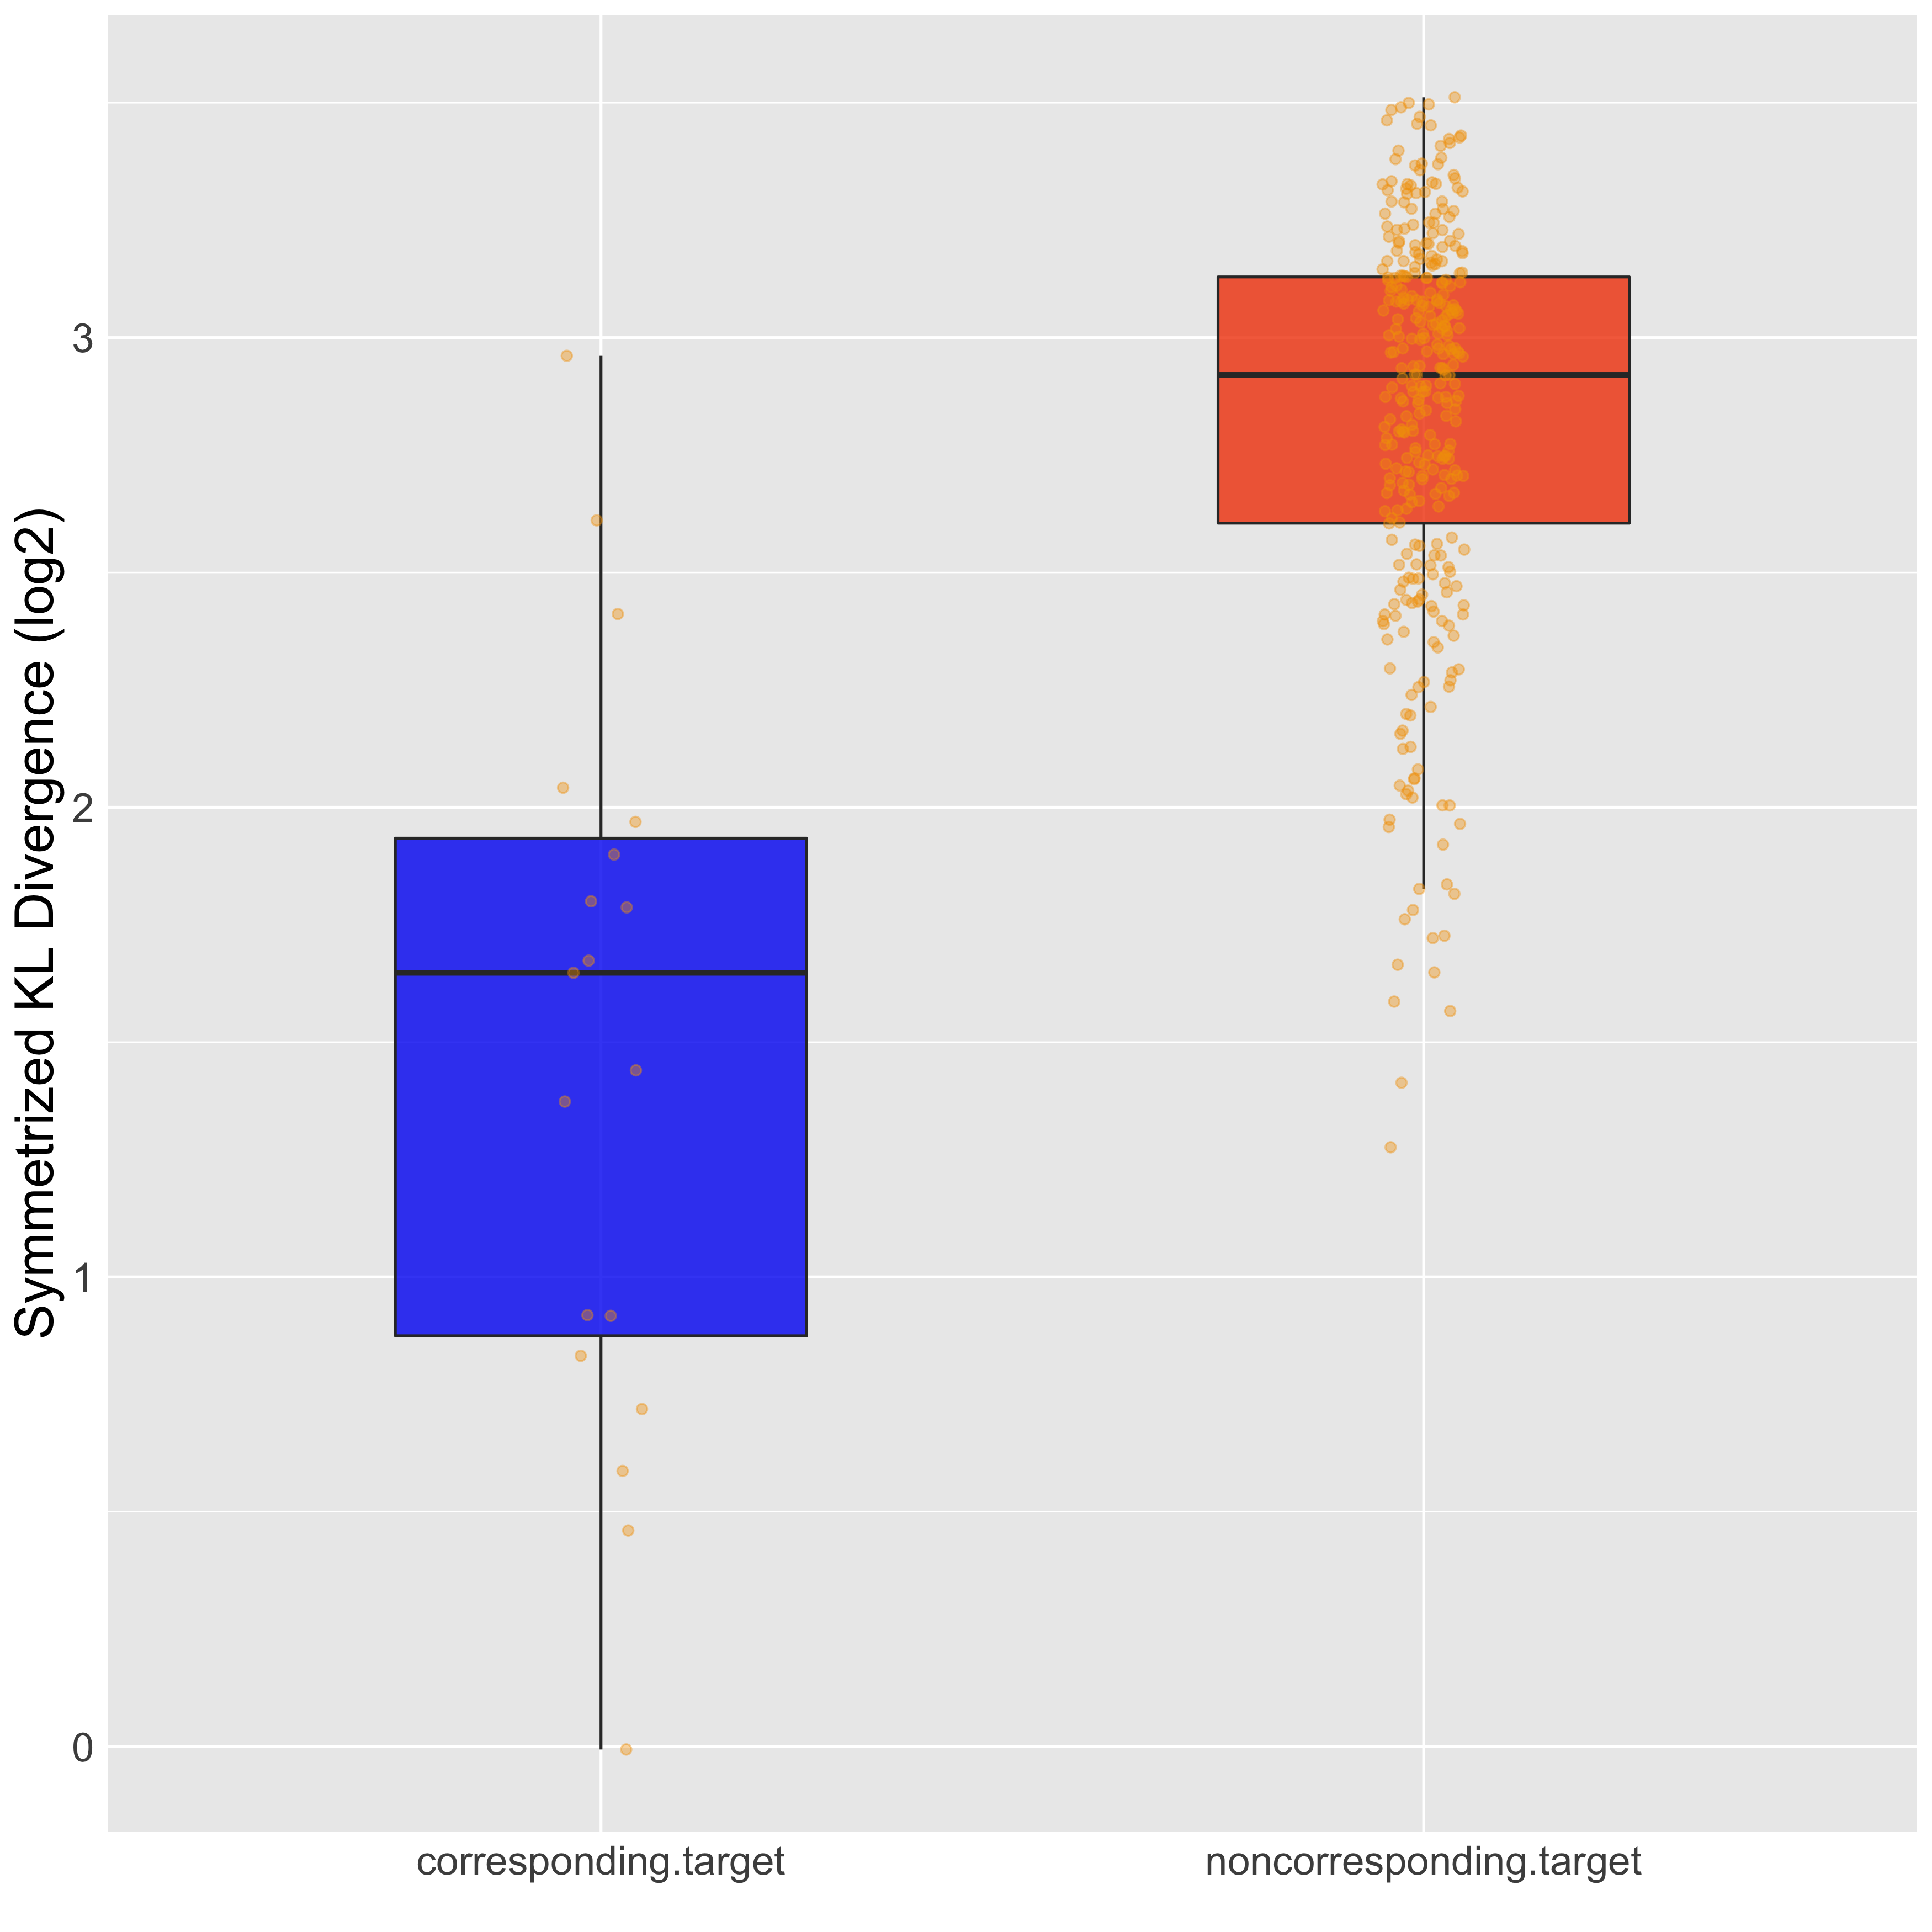 Symmetrized KL Divergence (log2)
3
2
1
0
corresponding.target
noncorresponding.target